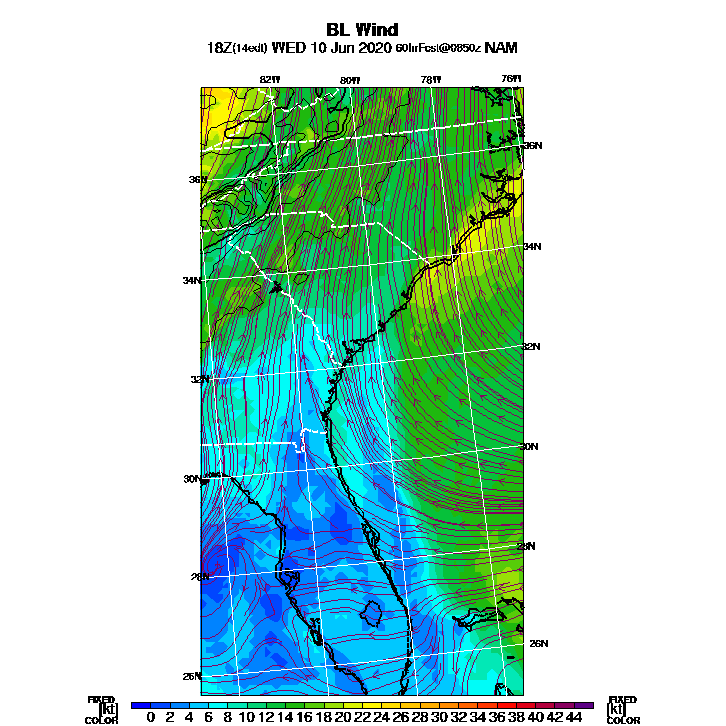 BL Wind
18Z(14edt) WED 10 Jun 2020 60hrFcst@0850z NAM
82W 80W 78W 76W
36N
36N
34N
34N
32N
32N
30N
30N
28N
28N
26N
26N
FIXED FIXED
[kt] [kt]
COLOR COLOR
0 2 4 6 8 10 12 14 16 18 20 22 24 26 28 30 32 34 36 38 40 42 44